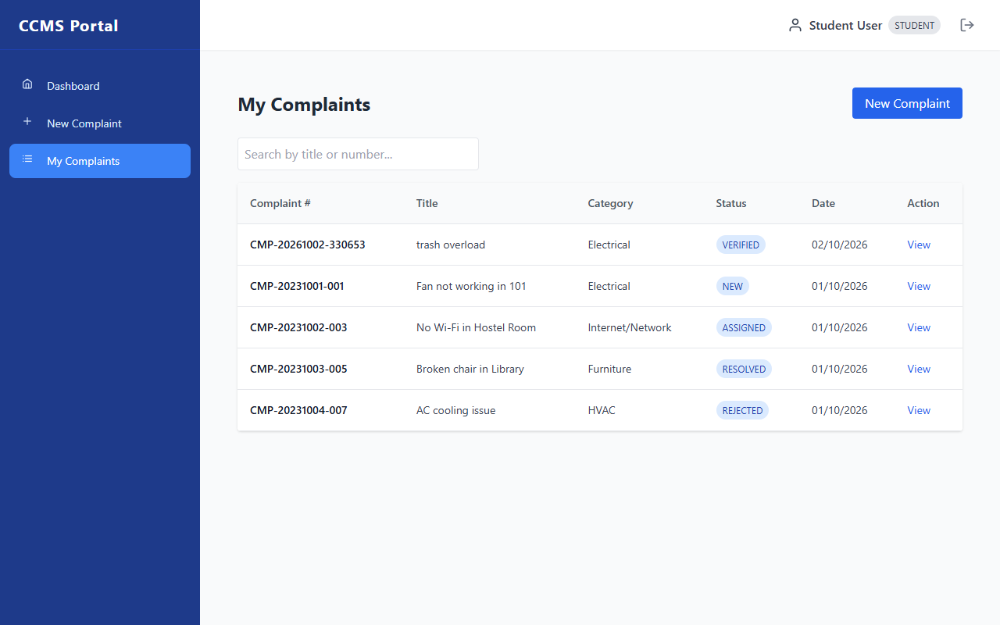 CCMS Portal
Student User STUDENT
Dashboard
New Complaint
My Complaints
My Complaints
New Complaint
Search by title or number...
Complaint # Title Category Status Date Action
CMP-20261002-330653 trash overload Electrical VERIFIED 02/10/2026 View
CMP-20231001-001 Fan not working in 101 Electrical NEW 01/10/2026 View
CMP-20231002-003 No Wi-Fi in Hostel Room Internet/Network ASSIGNED 01/10/2026 View
CMP-20231003-005 Broken chair in Library Furniture RESOLVED 01/10/2026 View
CMP-20231004-007 AC cooling issue HVAC REJECTED 01/10/2026 View